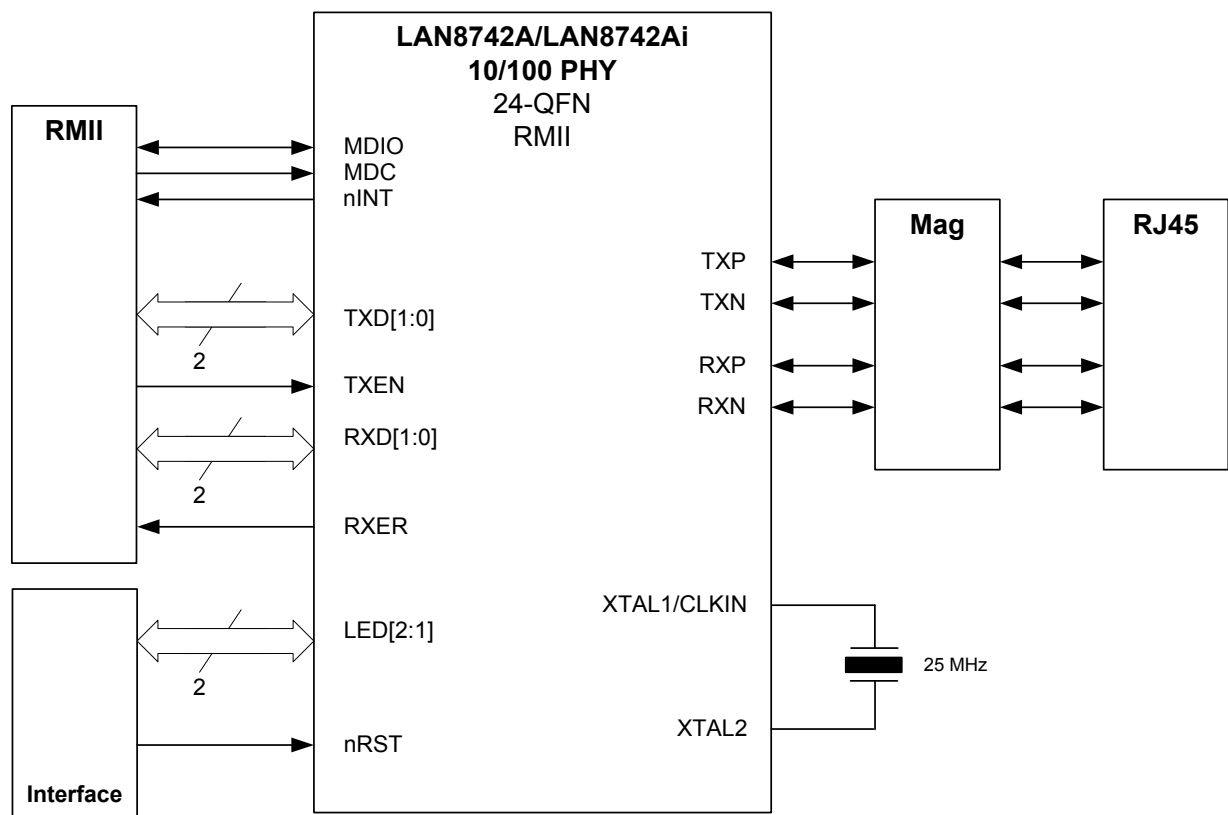 LAN8742A/LAN8742Ai
10/100 PHY
24-QFN
RMII
RMII
MDIO
MDC
nINT
TXD[1:0]
2
TXEN
RXD[1:0]
2
RXER
LED[2:1]
2
nRST
Interface
TXP
TXN
RXP
RXN
Mag
RJ45
XTAL1/CLKIN
25 MHz
XTAL2